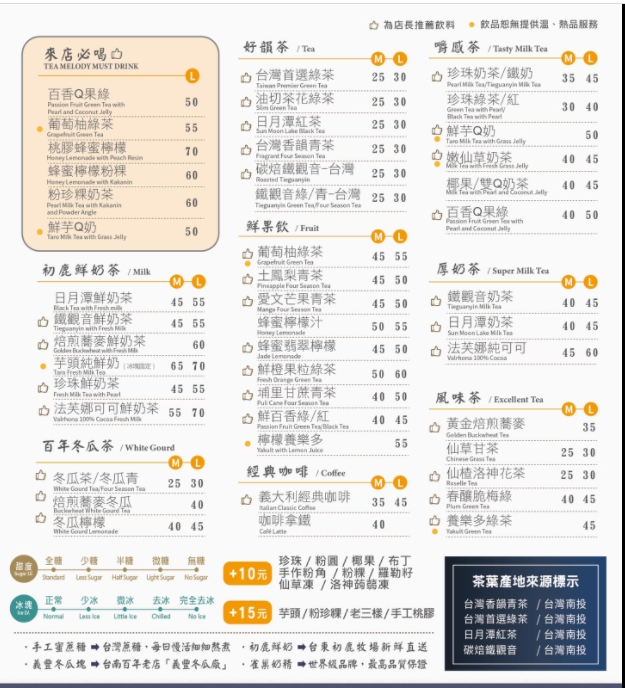 為店長推薦飲料 飲品恕無提供溫、熱品服務
來店必喝
TEA MELODY MUST DRINK
L
百香Q果綠 50
Passion Fruit Green Tea with
Pearl and Coconut Jelly
葡萄柚綠茶 55
Grapefruit Green Tea
桃膠蜂蜜檸檬 70
Honey Lemonade with Peach Resin
蜂蜜檸檬粉粿 60
Honey Lemonade with Kakanin
粉珍粿奶茶 60
Pearl Milk Tea with Kakanin
and Powder Angle
鮮芋Q奶 50
Taro Milk Tea with Grass Jelly
初鹿鮮奶茶 / Milk
M L
日月潭鮮奶茶 45 55
Black Tea with Fresh milk
鐵觀音鮮奶茶 45 55
Tieguanyin with Fresh Milk
焙煎蕎麥鮮奶茶 60
Golden Buckwheat with Fresh Milk
芋頭純鮮奶 (冰塊固定) 65 70
Taro Fresh Milk Tea
珍珠鮮奶茶 45 55
Fresh Milk Tea with Pearl
法芙娜可可鮮奶茶 55 70
Valrhona 100% Cocoa Fresh Milk
百年冬瓜茶 / White Gourd
M L
冬瓜茶/冬瓜青 25 30
White Gourd Tea/Four Season Tea
焙煎蕎麥冬瓜 40
Buckwheat White Gourd Tea
冬瓜檸檬 40 45
White Gourd Lemonade
好韻茶 / Tea
M L
台灣首選綠茶 25 30
Taiwan Premier Green Tea
油切茶花綠茶 25 30
Slim Green Tea
日月潭紅茶 25 30
Sun Moon Lake Black Tea
台灣香韻青茶 25 30
Fragrant Four Season Tea
碳焙鐵觀音-台灣 25 30
Roasted Tieguanyin
鐵觀音綠/青-台灣 25 30
Tieguanyin Green Tea/Four Season Tea
鮮果飲 / Fruit
M L
葡萄柚綠茶 45 55
Grapefruit Green Tea
土鳳梨青茶 45 50
Pineapple Four Season Tea
愛文芒果青茶 45 50
Mango Four Season Tea
蜂蜜檸檬汁 50 55
Honey Lemonade
蜂蜜翡翠檸檬 45 50
Jade Lemonade
鮮橙果粒綠茶 50 60
Fresh Orange Green Tea
埔里甘蔗青茶 40 50
Puli Cane Four Season Tea
鮮百香綠/紅 40 45
Passion Fruit Green Tea/Black Tea
檸檬養樂多 55
Yakult with Lemon Juice
經典咖啡 / Coffee
M L
義大利經典咖啡 35 45
Italian Classic Coffee
咖啡拿鐵 40
Café Latte
嚼感茶 / Tasty Milk Tea
M L
珍珠奶茶/鐵奶 35 45
Pearl Milk Tea/Tieguanyin Milk Tea
珍珠綠茶/紅 30 40
Green Tea with Pearl/
Black Tea with Pearl
鮮芋Q奶 50
Taro Milk Tea with Grass Jelly
嫩仙草奶茶 40 45
Milk Tea with Fresh Grass Jelly
椰果/雙Q奶茶 40 45
Milk Tea with Pearl and Coconut Jelly
百香Q果綠 40 50
Passion Fruit Green Tea with
Pearl and Coconut Jelly
厚奶茶 / Super Milk Tea
M L
鐵觀音奶茶 40 45
Tieguanyin Milk Tea
日月潭奶茶 40 45
Sun Moon Lake Milk Tea
法芙娜純可可 45 60
Valrhona 100% Cocoa
風味茶 / Excellent Tea
M L
黃金焙煎蕎麥 35
Golden Buckwheat Tea
仙草甘茶 25 30
Chinese Grass Tea
仙楂洛神花茶 25 30
Roselle Tea
春釀脆梅綠 40 45
Plum Green Tea
養樂多綠茶 45
Yakult Green Tea
甜度 Sugar LV. 全糖 少糖 半糖 微糖 無糖
Standard Less Sugar Half Sugar Light Sugar No Sugar
冰塊 Ice LV. 正常 少冰 微冰 去冰 完全去冰
Normal Less Ice Little Ice Chilled No Ice
+10元 珍珠 / 粉圓 / 椰果 / 布丁
手作粉角 / 粉粿 / 羅勒籽
仙草凍 / 洛神蒟蒻凍
+15元 芋頭/粉珍粿/老三樣/手工桃膠
茶葉產地來源標示
台灣香韻青茶 / 台灣南投
台灣首選綠茶 / 台灣南投
日月潭紅茶 / 台灣南投
碳焙鐵觀音 / 台灣南投
·手工蜜蔗糖➡台灣蔗糖,每日慢活細細熬煮 ·初鹿鮮奶➡台東初鹿牧場新鮮直送
·義豐冬瓜塊➡台南百年老店「義豐冬瓜廠」 ·雀巢奶精➡世界級品牌,最高品質保證